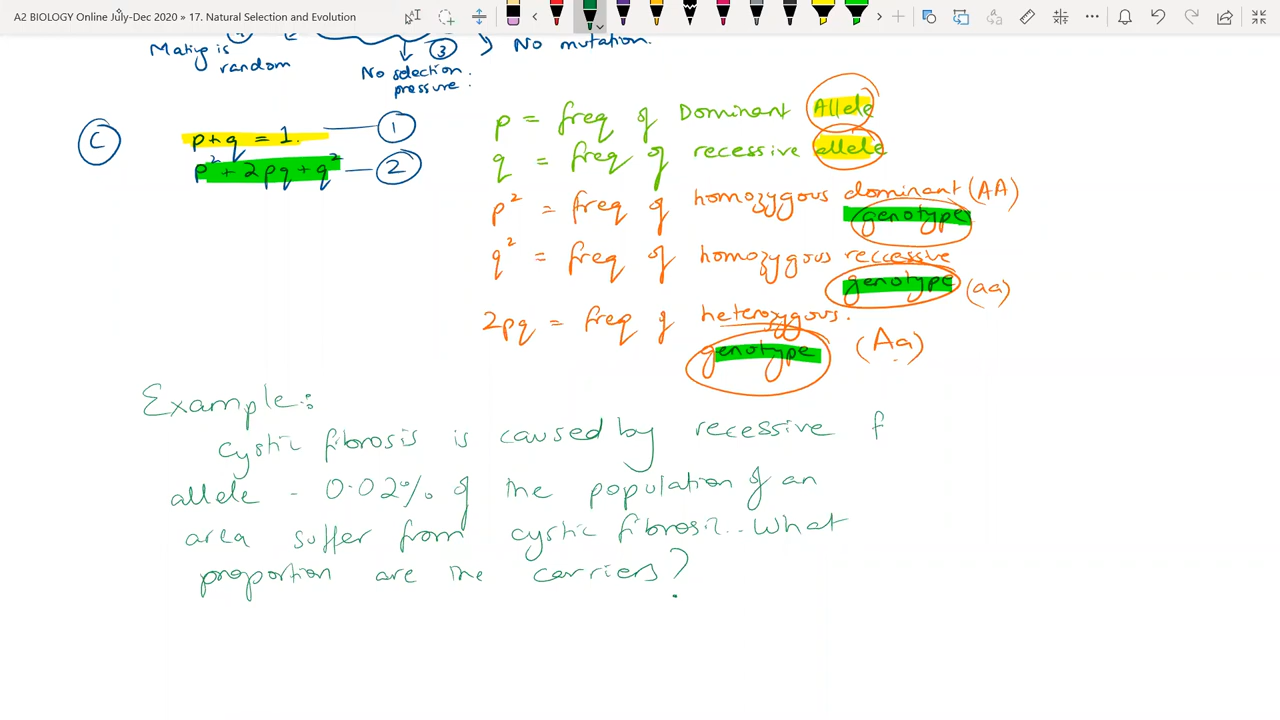 A2 BIOLOGY Online July-Dec 2020 » 17. Natural Selection and Evolution
Mating is
random
③
No selection
pressure.
No mutation.
C
p+q = 1.
①
p² + 2pq + q²
②
p = freq of Dominant Allele
q = freq of recessive allele
p² = freq of homozygous dominant (AA)
genotype
q² = freq of homozygous reccessive
genotype (aa)
2pq = freq of heterozygous.
genotype (Aa)
Example:
Cystic fibrosis is caused by recessive f
allele - 0.02% of the population of an
area suffer from cystic fibrosis. What
proportion are the carriers?